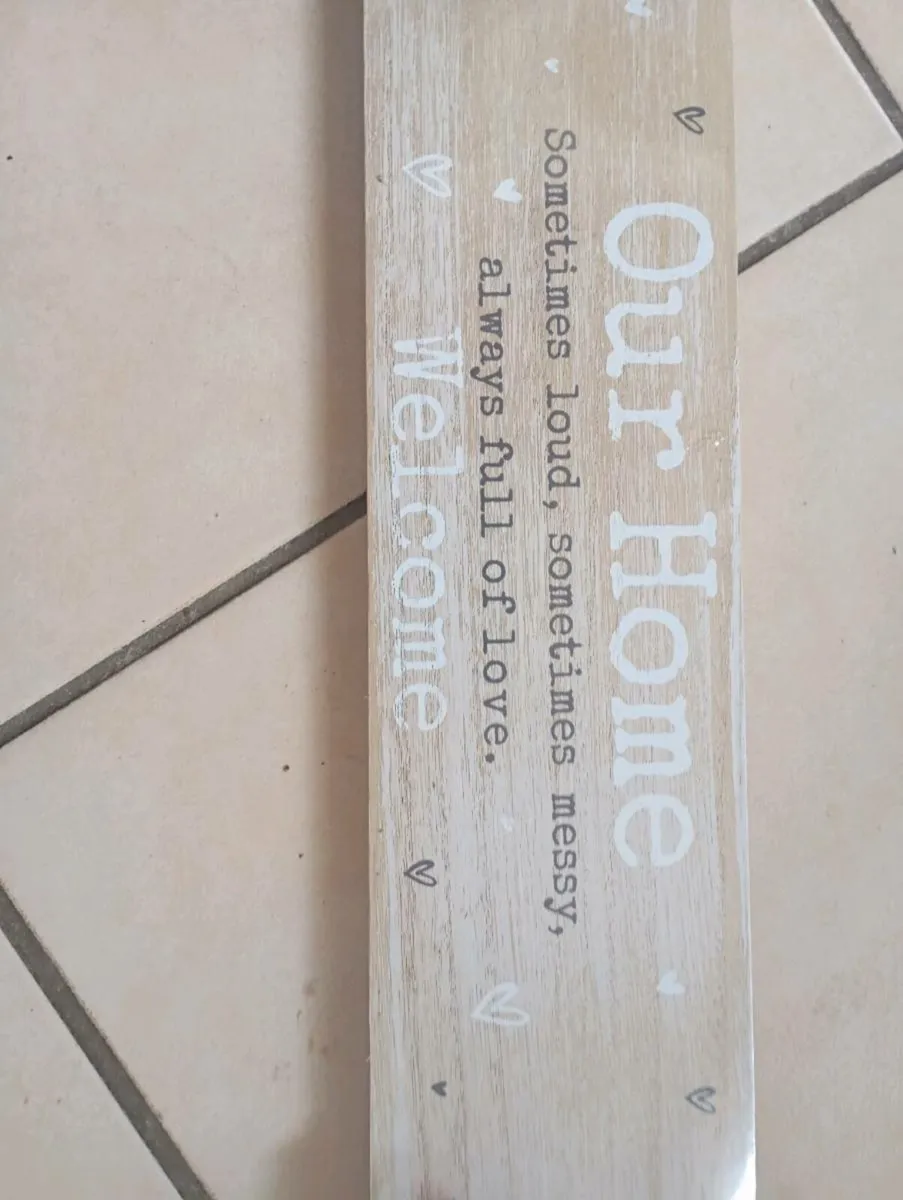 Our Home
Sometimes loud, sometimes messy,
always full of love.
Welcome